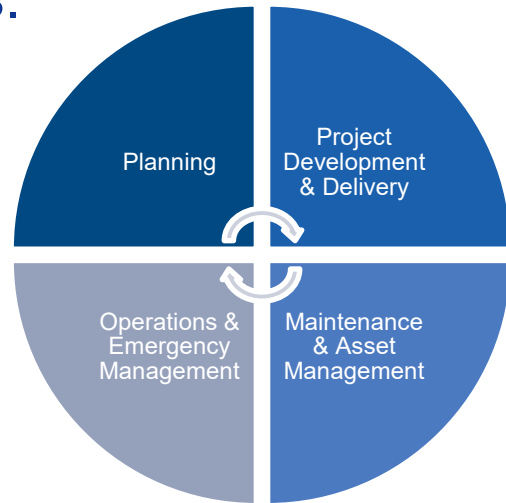 Planning
Project
Development
& Delivery
Operations &
Emergency
Management
Maintenance
& Asset
Management